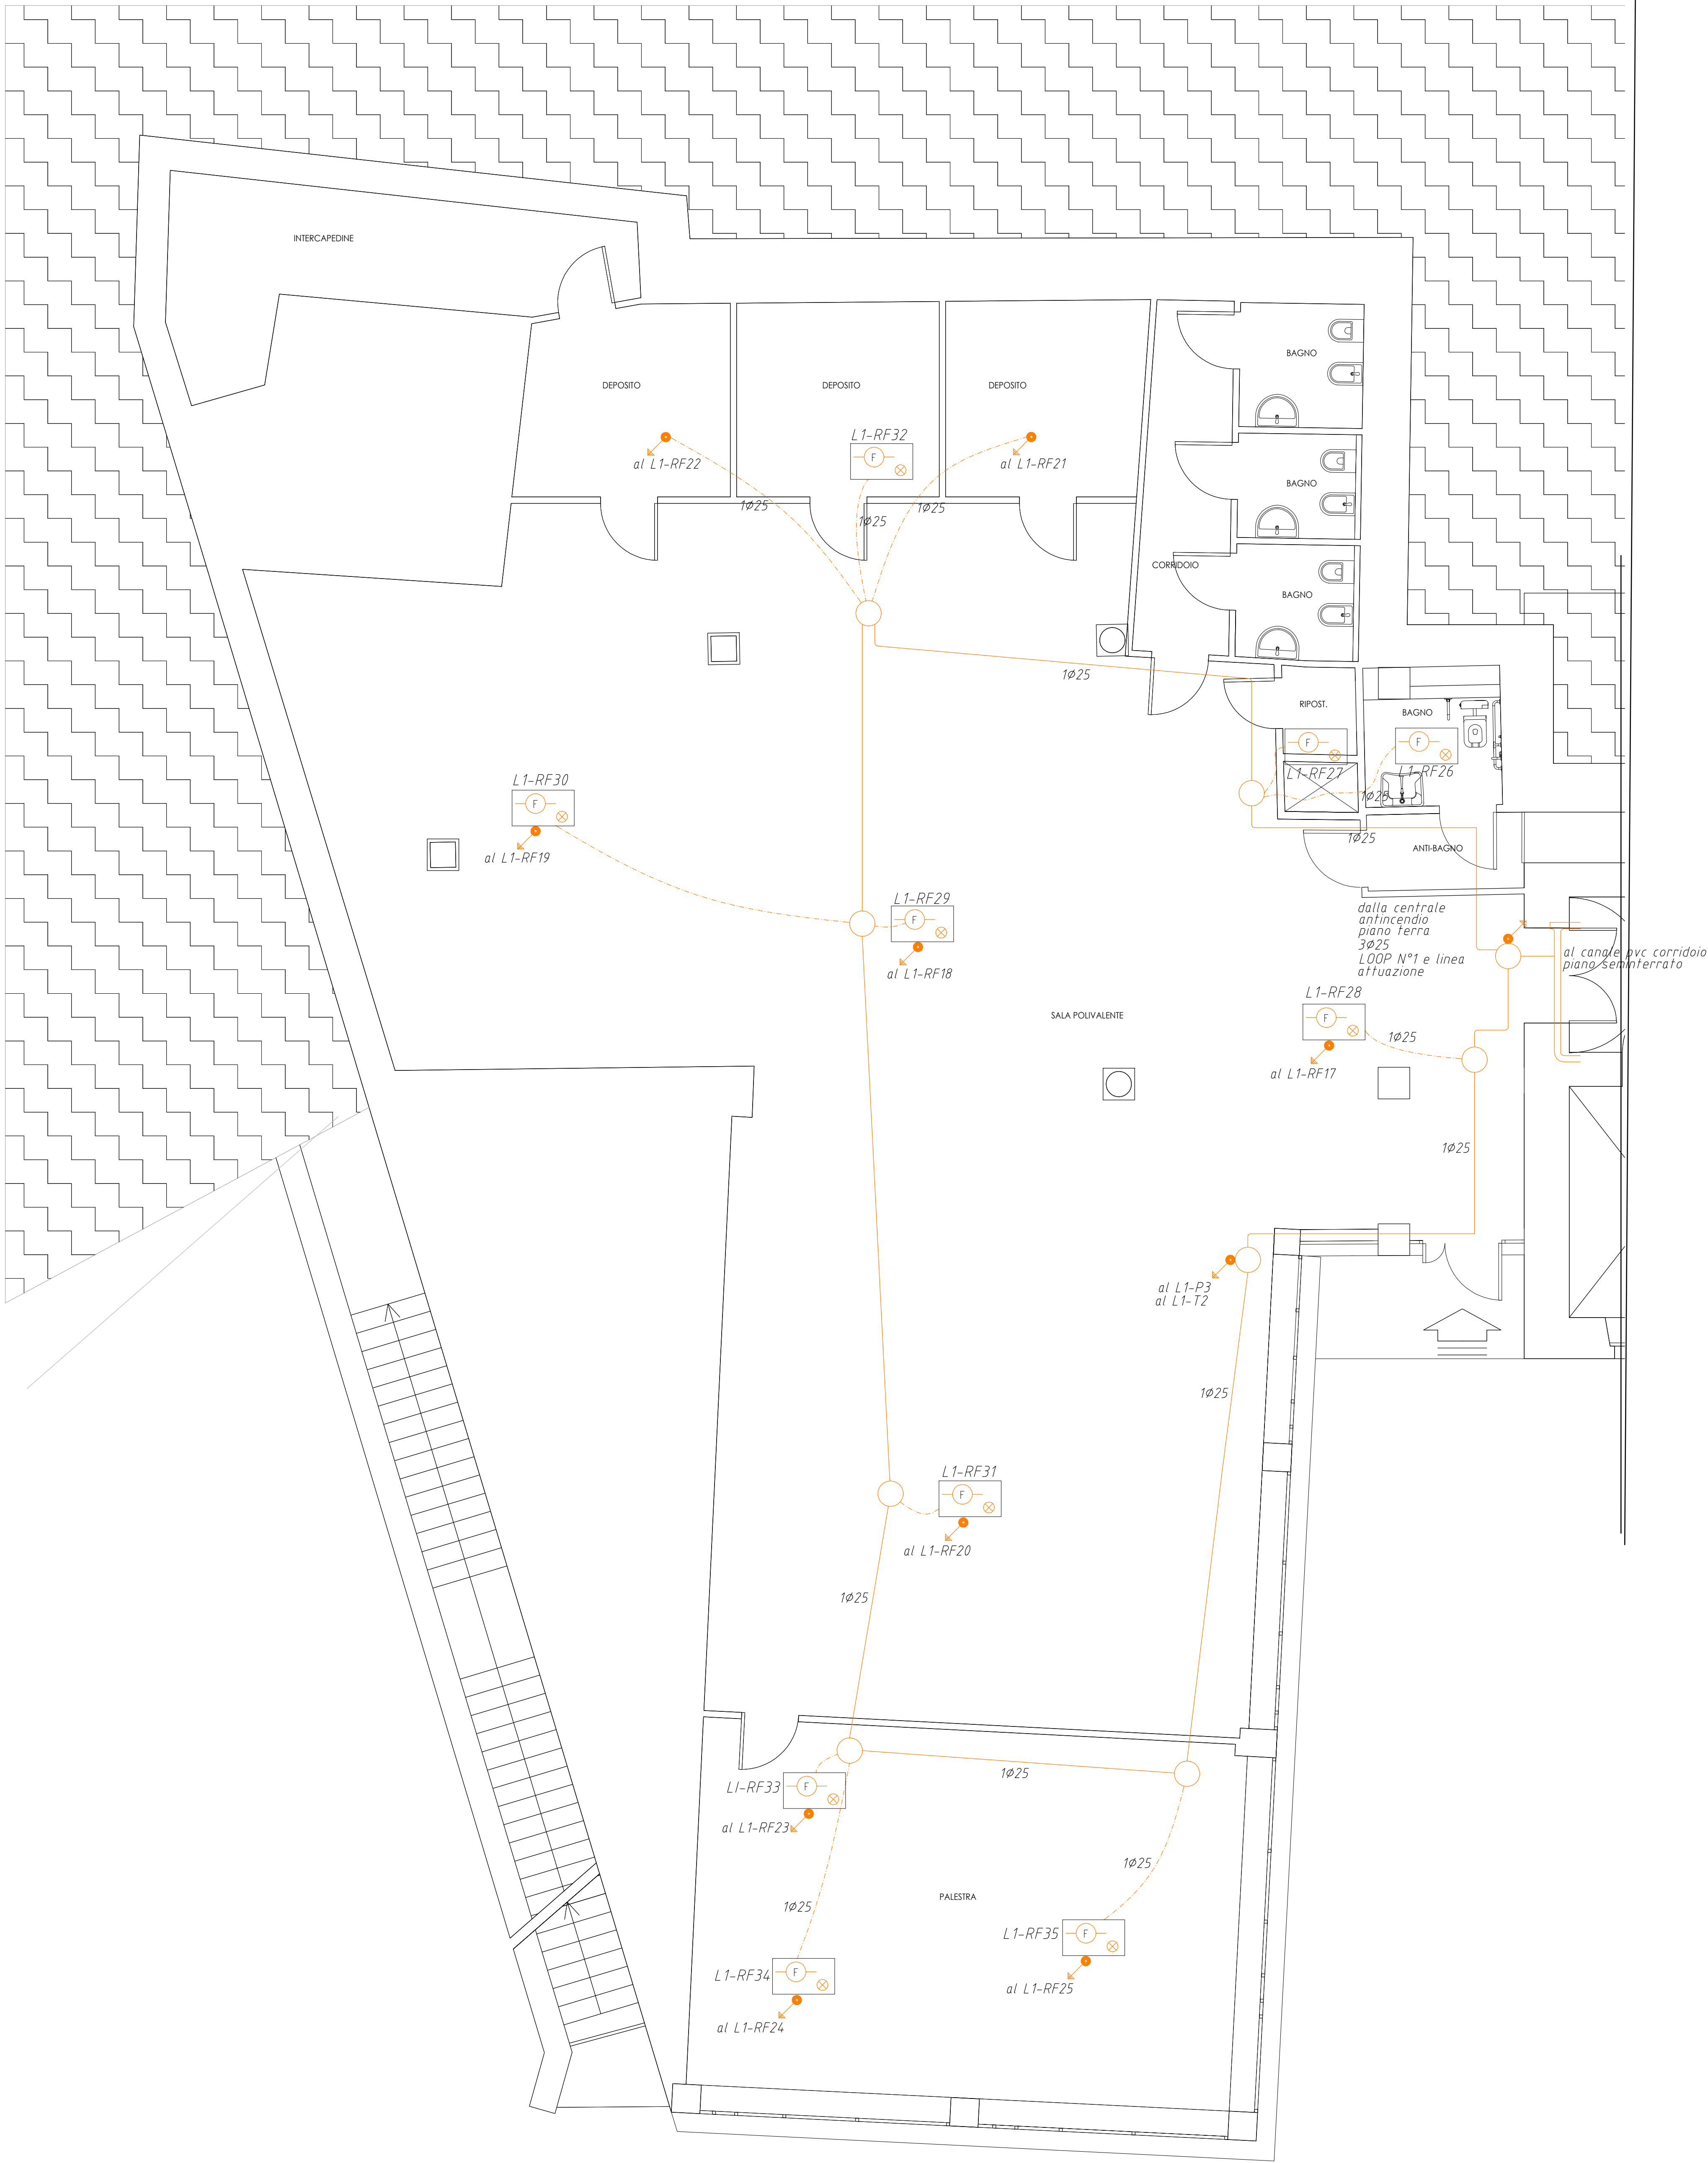 INTERCAPEDINE
BAGNO
DEPOSITO
DEPOSITO
DEPOSITO
L1-RF32
F
al L1-RF22
al L1-RF21
BAGNO
1Ø25
1Ø25
1Ø25
CORRIDOIO
BAGNO
1Ø25
RIPOST.
BAGNO
F
F
L1-RF27
L1-RF26
L1-RF30
F
1Ø25
1Ø25
al L1-RF19
ANTI-BAGNO
L1-RF29
F
al L1-RF18
dalla centrale
antincendio
piano terra
3Ø25
LOOP N°1 e linea
attuazione
al canale pvc corridoio
piano seminterrato
L1-RF28
F
SALA POLIVALENTE
1Ø25
al L1-RF17
1Ø25
al L1-P3
al L1-T2
1Ø25
L1-RF31
F
al L1-RF20
1Ø25
1Ø25
LI-RF33
F
al L1-RF23
1Ø25
PALESTRA
1Ø25
L1-RF35
F
L1-RF34
F
al L1-RF25
al L1-RF24